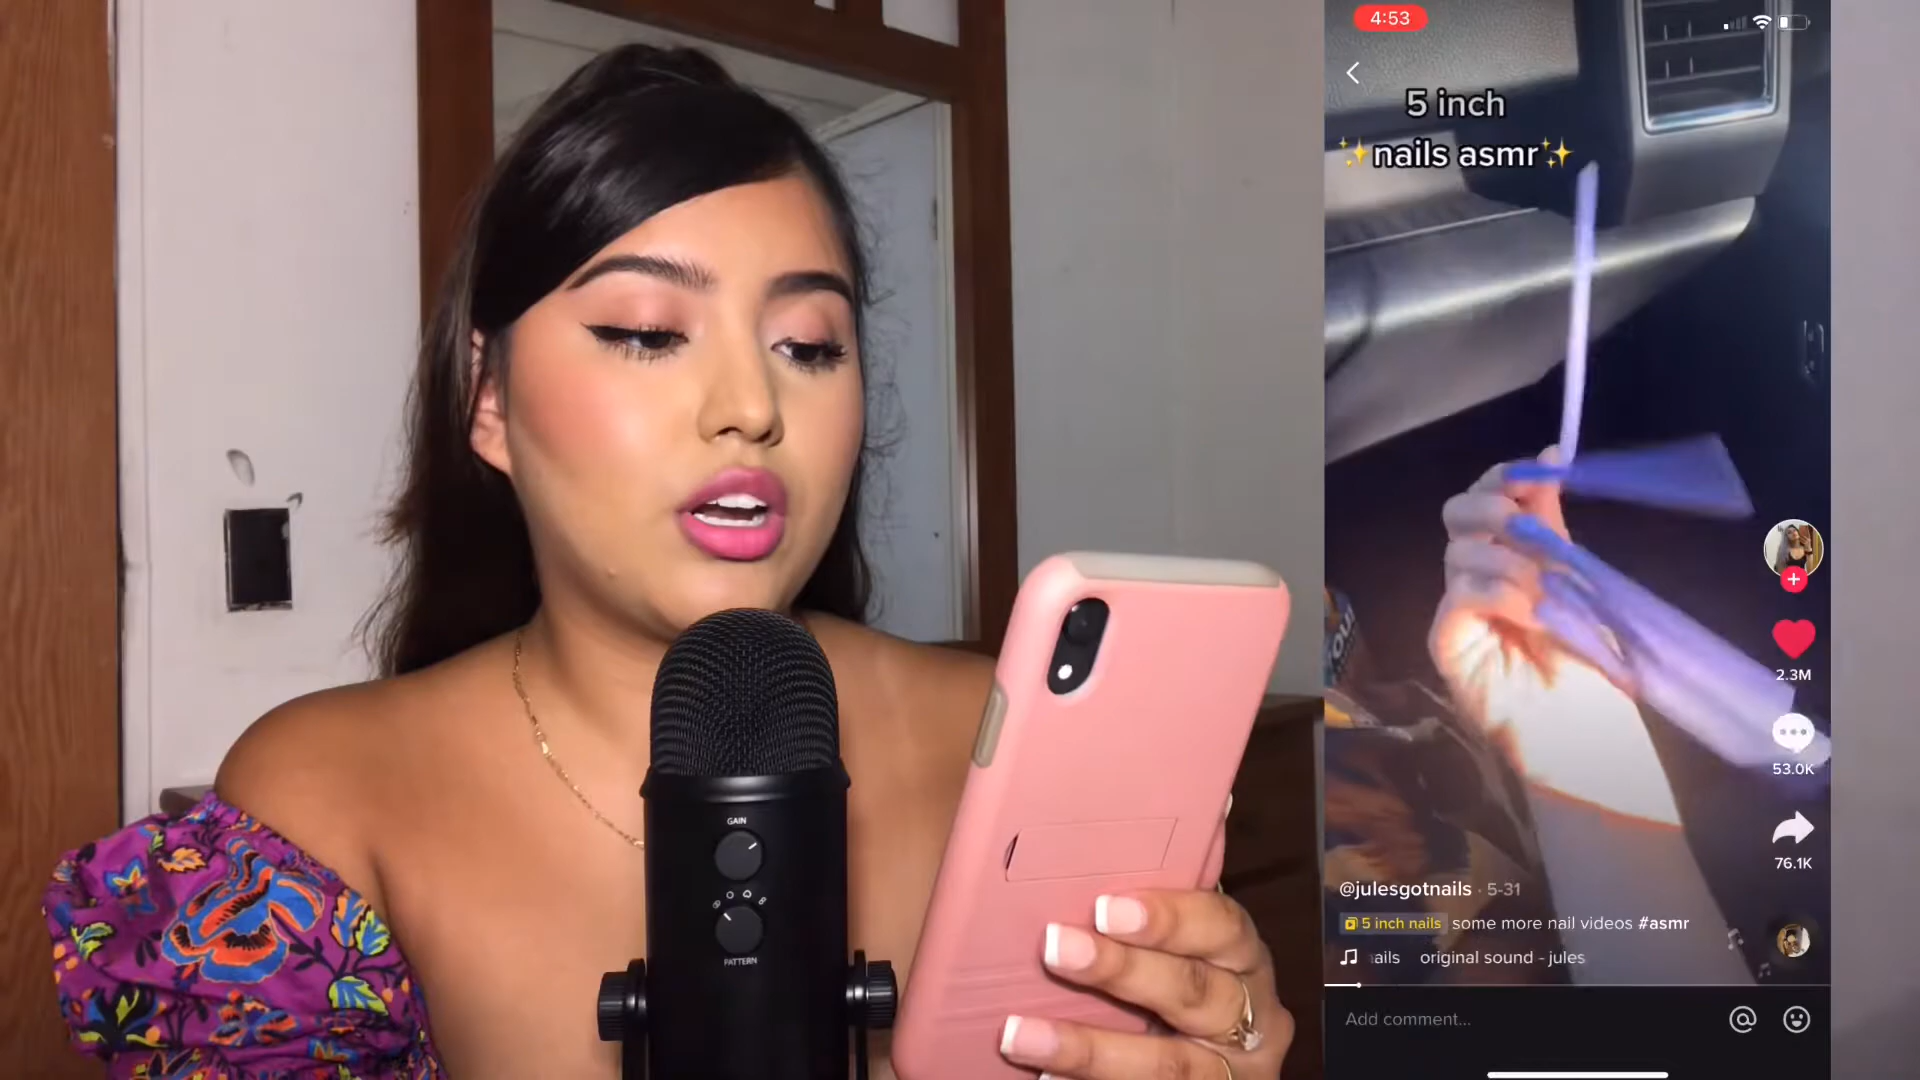 4:53
5 inch
✨nails asmr✨
GAIN
PATTERN
2.3M
53.0K
76.1K
@julesgotnails · 5-31
5 inch nails some more nail videos #asmr
ails original sound - jules
Add comment...